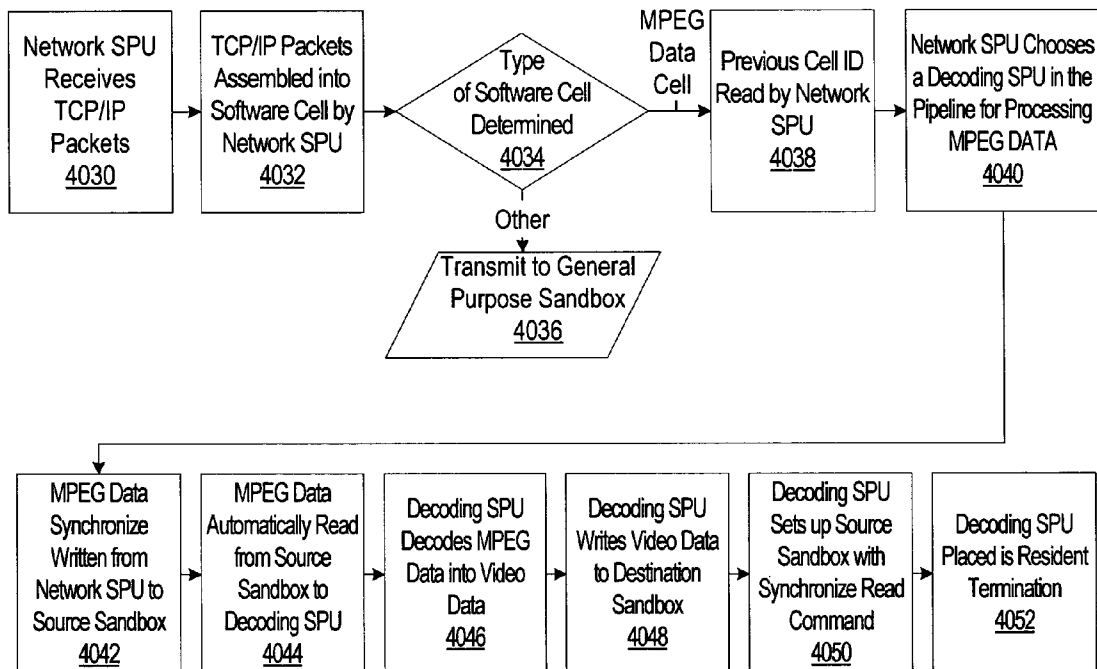 Network SPU
Receives
TCP/IP
Packets
4030
TCP/IP Packets
Assembled into
Software Cell by
Network SPU
4032
Type
of Software Cell
Determined
4034
MPEG
Data
Cell
Previous Cell ID
Read by Network
SPU
4038
Network SPU Chooses
a Decoding SPU in the
Pipeline for Processing
MPEG DATA
4040
Other
Transmit to General
Purpose Sandbox
4036
MPEG Data
Synchronize
Written from
Network SPU to
Source Sandbox
4042
MPEG Data
Automatically Read
from Source
Sandbox to
Decoding SPU
4044
Decoding SPU
Decodes MPEG
Data into Video
Data
4046
Decoding SPU
Writes Video Data
to Destination
Sandbox
4048
Decoding SPU
Sets up Source
Sandbox with
Synchronize Read
Command
4050
Decoding SPU
Placed is Resident
Termination
4052